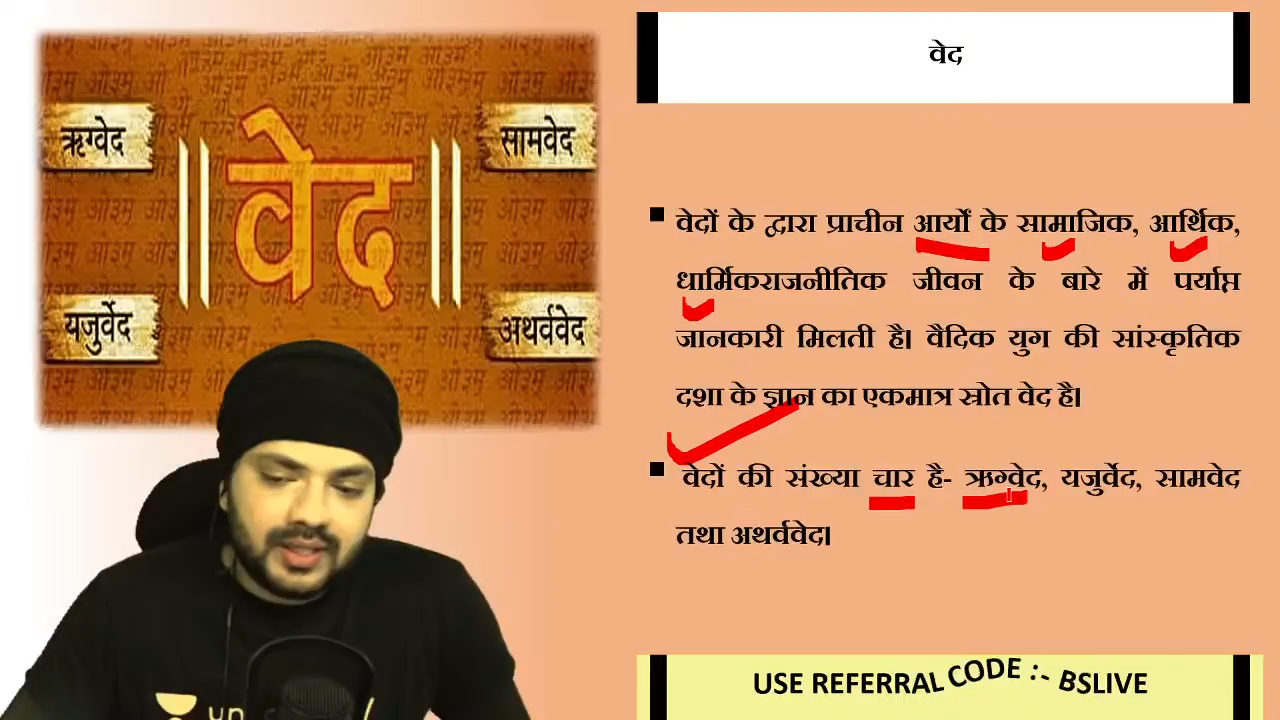 ऋग्वेद
सामवेद
॥वेद॥
यजुर्वेद
अथर्ववेद
वेद
वेदों के द्वारा प्राचीन आर्यों के सामाजिक, आर्थिक,
धार्मिकराजनीतिक जीवन के बारे में पर्याप्त
जानकारी मिलती है। वैदिक युग की सांस्कृतिक
दशा के ज्ञान का एकमात्र स्रोत वेद है।
वेदों की संख्या चार है- ऋग्वेद, यजुर्वेद, सामवेद
तथा अथर्ववेद।
USE REFERRAL CODE :- BSLIVE